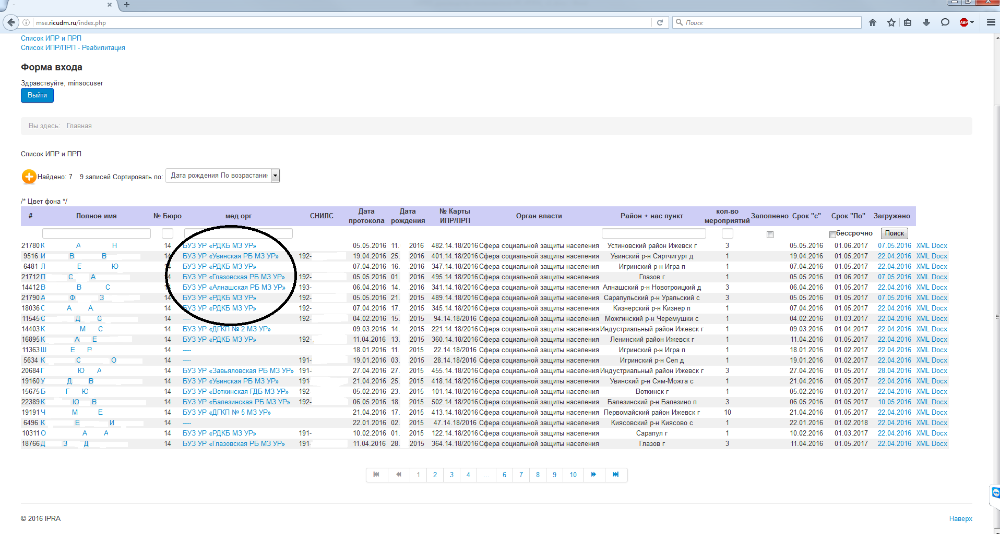 -
mse.ricudm.ru/index.php
Поиск
ABP
Список ИПР и ПРП
Список ИПР/ПРП - Реабилитация
Форма входа
Здравствуйте, minsocuser
Выйти
Вы здесь: Главная
Список ИПР и ПРП
Найдено: 7 9 записей Сортировать по: Дата рождения По возрастани
/* Цвет фона */
# Полное имя № Бюро мед орг СНИЛС Дата протокола Дата рождения № Карты ИПР/ПРП Орган власти Район + нас пункт кол-во мероприятий Заполнено Срок "с" Срок "По" Загружено
бессрочно Поиск
21780 К А Н 14 БУЗ УР «РДКБ МЗ УР» 05.05.2016 11. 2016 482.14.18/2016 Сфера социальной защиты населения Устиновский район Ижевск г 3 05.05.2016 01.06.2017 07.05.2016 XML Docx
9516 И В В 14 БУЗ УР «Увинская РБ МЗ УР» 192- 19.04.2016 25. .2016 401.14.18/2016 Сфера социальной защиты населения Увинский р-н Сяртчигурт д 1 19.04.2016 01.05.2017 22.04.2016 XML Docx
6481 Л Е Ю 14 БУЗ УР «РДКБ МЗ УР» 07.04.2016 16. .2016 347.14.18/2016 Сфера социальной защиты населения Игринский р-н Игра п 1 07.04.2016 01.05.2017 22.04.2016 XML Docx
21712 П С А 14 БУЗ УР «Глазовская РБ МЗ УР» 192- 05.05.2016 01. .2016 495.14.18/2016 Сфера социальной защиты населения Глазов г 1 05.05.2016 01.06.2017 07.05.2016 XML Docx
14412 В В С 14 БУЗ УР «Алнашская РБ МЗ УР» 193- 06.04.2016 14. .2016 341.14.18/2016 Сфера социальной защиты населения Алнашский р-н Новотроицкий д 3 06.04.2016 01.05.2017 22.04.2016 XML Docx
21790 А Ф З 14 БУЗ УР «РДКБ МЗ УР» 192- 05.05.2016 21. .2015 489.14.18/2016 Сфера социальной защиты населения Сарапульский р-н Уральский с 3 05.05.2016 01.05.2017 07.05.2016 XML Docx
18036 С А А 14 БУЗ УР «РДКБ МЗ УР» 192- 07.04.2016 17. .2015 345.14.18/2016 Сфера социальной защиты населения Кизнерский р-н Кизнер п 1 07.04.2016 01.05.2017 22.04.2016 XML Docx
11545 С Д С 14 ---- 192- 04.02.2016 15. .2015 94.14.18/2016 Сфера социальной защиты населения Можгинский р-н Черемушки с 1 04.02.2016 01.03.2017 22.04.2016 XML Docx
14403 К М С 14 БУЗ УР «ДГКП № 2 МЗ УР» 09.03.2016 14. .2015 221.14.18/2016 Сфера социальной защиты населения Индустриальный район Ижевск г 1 09.03.2016 01.04.2017 22.04.2016 XML Docx
16895 К А Е 14 БУЗ УР «РДКБ МЗ УР» 192- 11.04.2016 13. .2015 360.14.18/2016 Сфера социальной защиты населения Ленинский район Ижевск г 1 11.04.2016 01.05.2017 22.04.2016 XML Docx
11363 Ш Е Р 14 ---- 18.01.2016 11. .2015 22.14.18/2016 Сфера социальной защиты населения Игринский р-н Игра п 1 18.01.2016 01.02.2017 22.04.2016 XML Docx
5634 К С О 14 ---- 191- 19.01.2016 03. .2015 28.14.18/2016 Сфера социальной защиты населения Игринский р-н Сеп д 1 19.01.2016 01.02.2017 22.04.2016 XML Docx
20684 Г Ю А 14 БУЗ УР «Завьяловская РБ МЗ УР» 191- 27.04.2016 27. .2015 455.14.18/2016 Сфера социальной защиты населения Индустриальный район Ижевск г 3 27.04.2016 01.05.2017 28.04.2016 XML Docx
19160 У Д В 14 БУЗ УР «Увинская РБ МЗ УР» 191- 21.04.2016 25. .2015 418.14.18/2016 Сфера социальной защиты населения Увинский р-н Сям-Можга с 1 21.04.2016 01.05.2017 22.04.2016 XML Docx
15675 Б Г Ю 14 БУЗ УР «Воткинская ГДБ МЗ УР» 192- 05.02.2016 23. .2015 101.14.18/2016 Сфера социальной защиты населения Воткинск г 1 05.02.2016 01.03.2017 22.04.2016 XML Docx
22389 К Ю В 14 БУЗ УР «Балезинская РБ МЗ УР» 192- 06.05.2016 18. .2015 502.14.18/2016 Сфера социальной защиты населения Балезинский р-н Балезино п 3 06.05.2016 01.05.2017 10.05.2016 XML Docx
19191 Ч М Е 14 БУЗ УР «ДГКП № 5 МЗ УР» 21.04.2016 17. .2015 413.14.18/2016 Сфера социальной защиты населения Первомайский район Ижевск г 10 21.04.2016 01.05.2017 22.04.2016 XML Docx
6496 К Е И 14 ---- 22.01.2016 02. .2015 47.14.18/2016 Сфера социальной защиты населения Киясовский р-н Киясово с 1 22.01.2016 01.02.2018 22.04.2016 XML Docx
10311 О А А 14 БУЗ УР «РДКБ МЗ УР» 191- 10.02.2016 01. .2015 122.14.18/2016 Сфера социальной защиты населения Сарапул г 1 10.02.2016 01.03.2017 22.04.2016 XML Docx
18766 Д З Д 14 БУЗ УР «Глазовская РБ МЗ УР» 191- 11.04.2016 28. .2015 364.14.18/2016 Сфера социальной защиты населения Глазов г 3 11.04.2016 01.05.2017 22.04.2016 XML Docx
1 2 3 4 ... 6 7 8 9 10
© 2016 IPRA Наверх